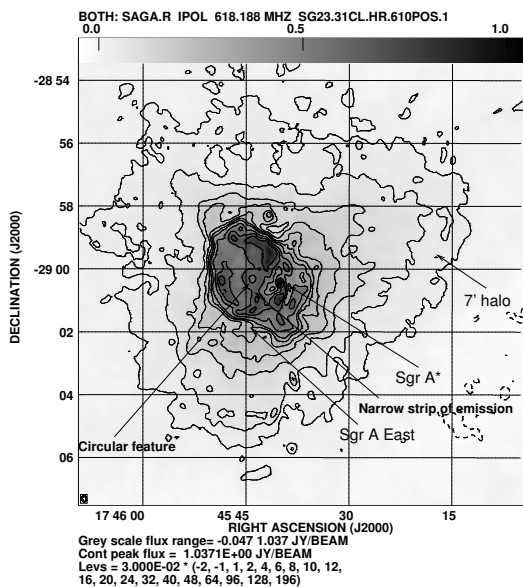 BOTH: SAGA.R IPOL 618.188 MHZ SG23.31CL.HR.610POS.1
0.0 0.5 1.0
-28 54
56
58
-29 00
02
04
06
DECLINATION (J2000)
7' halo
Sgr A*
Narrow strip of emission
Sgr A East
Circular feature
17 46 00 45 45 30 15
RIGHT ASCENSION (J2000)
Grey scale flux range= -0.047 1.037 JY/BEAM
Cont peak flux = 1.0371E+00 JY/BEAM
Levs = 3.000E-02 * (-2, -1, 1, 2, 4, 6, 8, 10, 12,
16, 20, 24, 32, 40, 48, 64, 96, 128, 196)